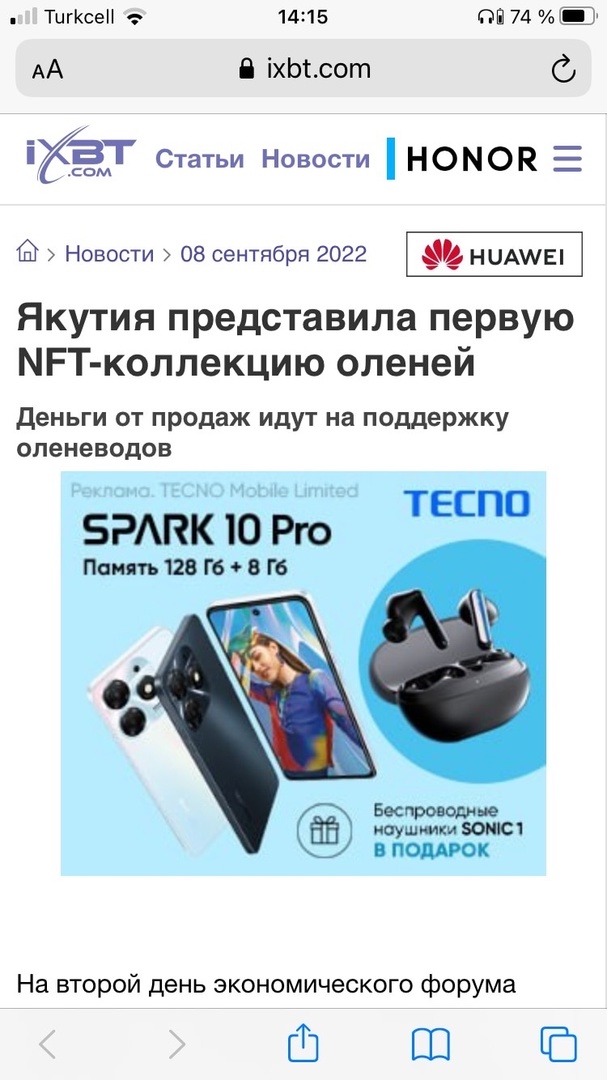 Turkcell 14:15 74 %
AA ixbt.com
iXBT
.COM
Статьи Новости HONOR
Новости > 08 сентября 2022 HUAWEI
Якутия представила первую
NFT-коллекцию оленей
Деньги от продаж идут на поддержку
оленеводов
Реклама. TECNO Mobile Limited
TECNO
SPARK 10 Pro
Память 128 Гб + 8 Гб
Беспроводные
наушники SONIC 1
В ПОДАРОК
На второй день экономического форума